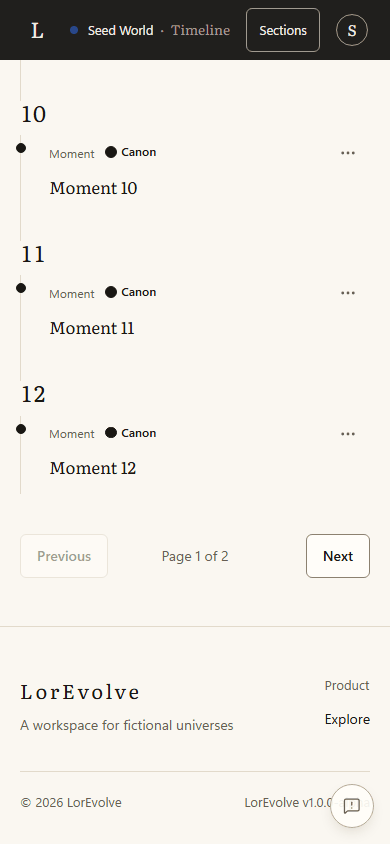 L Seed World · Timeline Sections S
10
Moment Canon
Moment 10
11
Moment Canon
Moment 11
12
Moment Canon
Moment 12
Previous Page 1 of 2 Next
LorEvolve Product
A workspace for fictional universes Explore
© 2026 LorEvolve LorEvolve v1.0.0